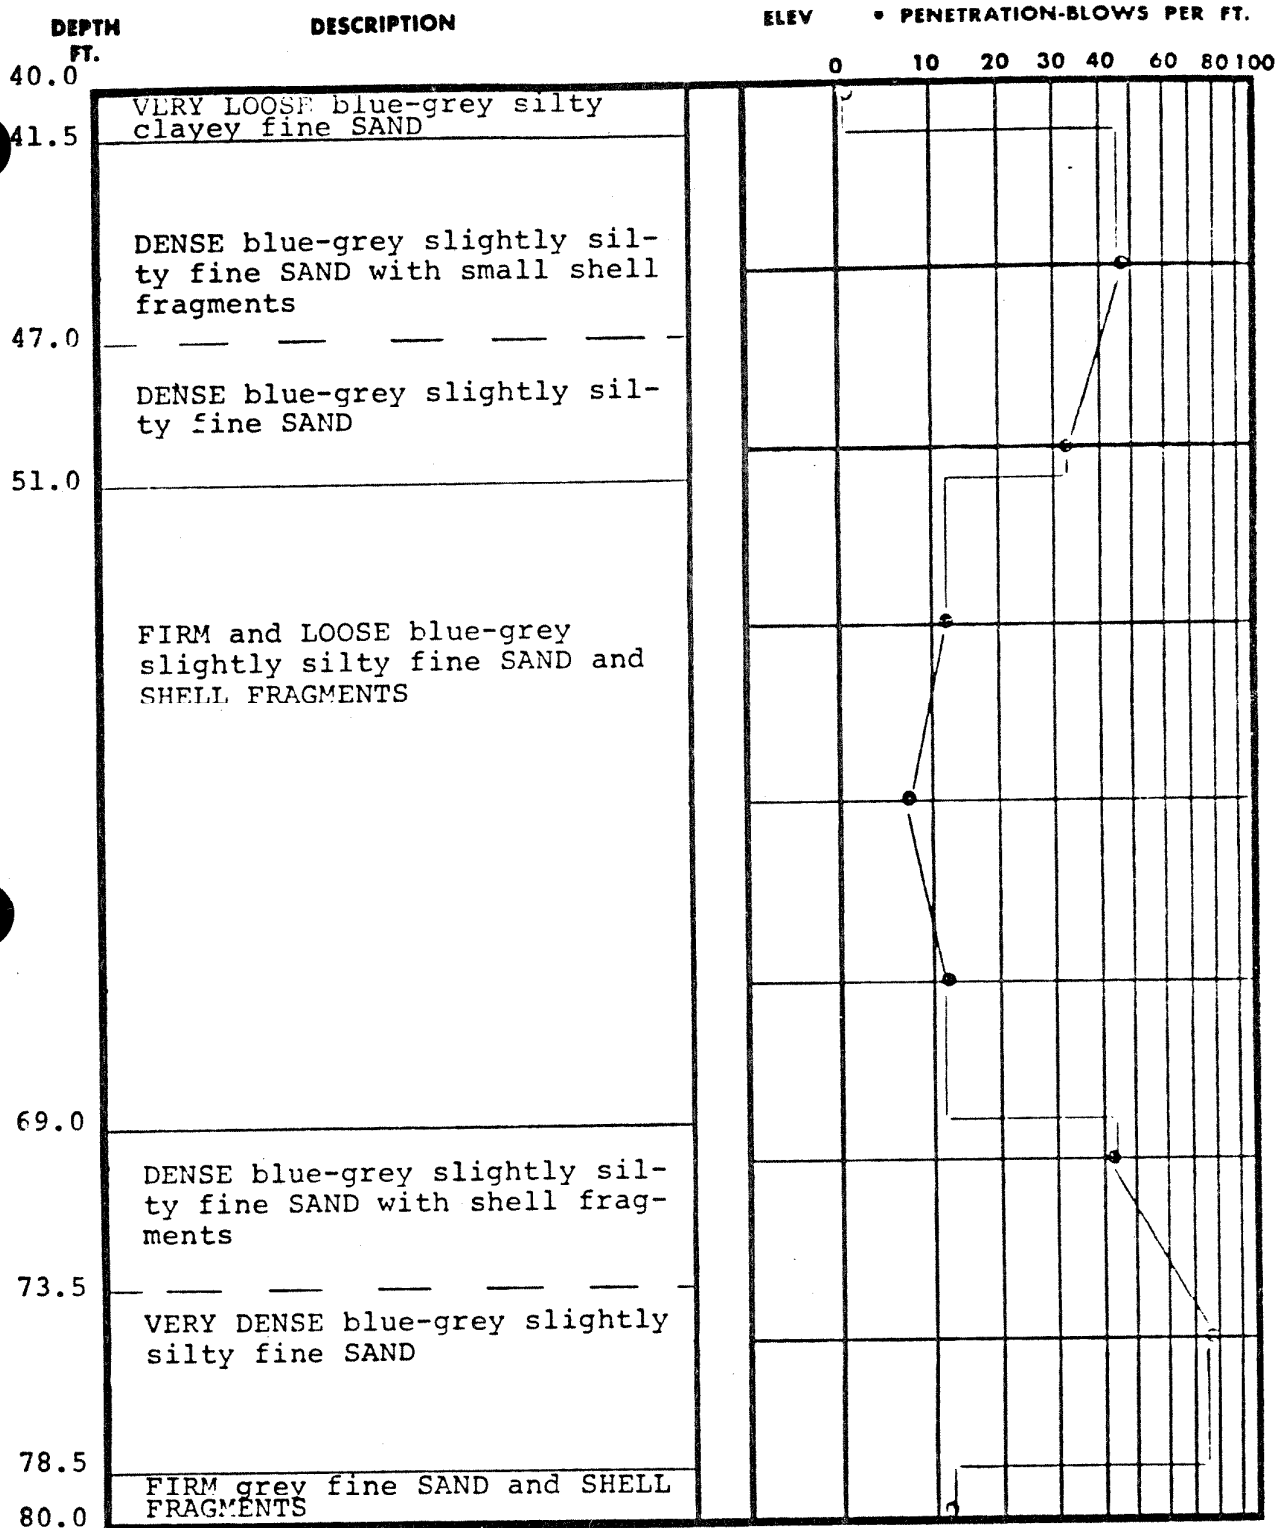 DEPTH FT. DESCRIPTION ELEV • PENETRATION-BLOWS PER FT.
0 10 20 30 40 60 80 100
40.0
VERY LOOSE blue-grey silty
clayey fine SAND
41.5
DENSE blue-grey slightly sil-
ty fine SAND with small shell
fragments
47.0
DENSE blue-grey slightly sil-
ty fine SAND
51.0
FIRM and LOOSE blue-grey
slightly silty fine SAND and
SHELL FRAGMENTS
69.0
DENSE blue-grey slightly sil-
ty fine SAND with shell frag-
ments
73.5
VERY DENSE blue-grey slightly
silty fine SAND
78.5
FIRM grey fine SAND and SHELL
FRAGMENTS
80.0